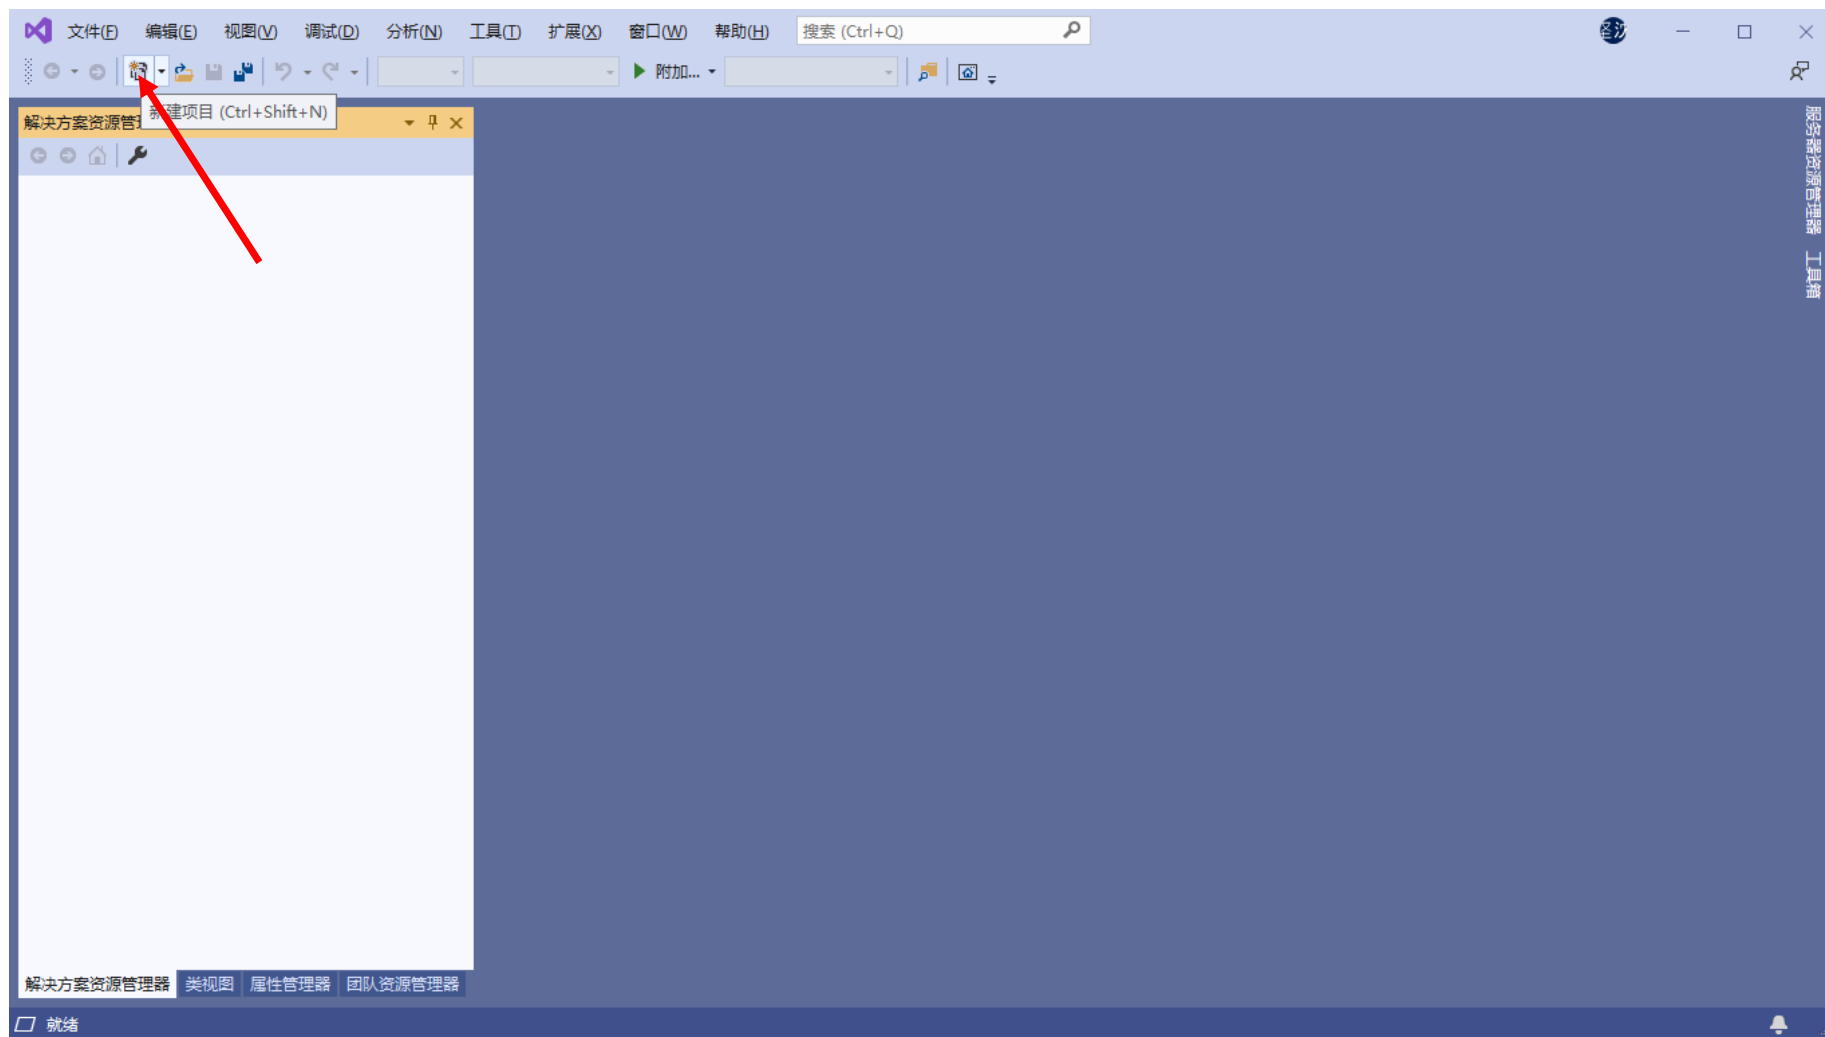 文件(F) 编辑(E) 视图(V) 调试(D) 分析(N) 工具(T) 扩展(X) 窗口(W) 帮助(H) 搜索 (Ctrl+Q)
附加...
新建项目 (Ctrl+Shift+N)
解决方案资源管
服务器资源管理器
工具箱
解决方案资源管理器 类视图 属性管理器 团队资源管理器
就绪